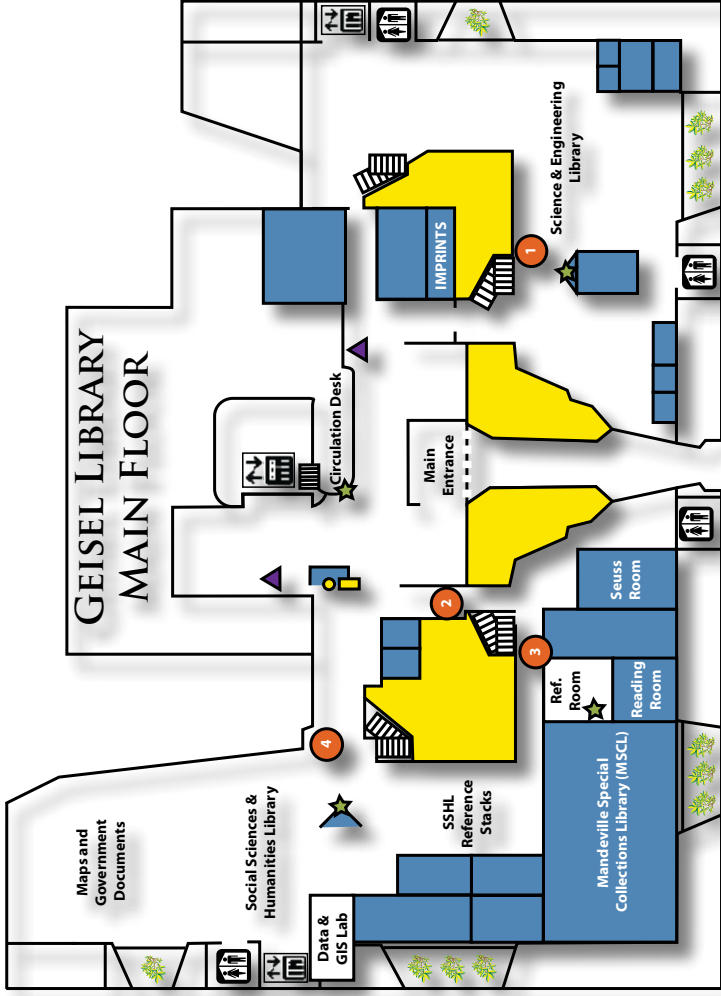 GEISEL LIBRARY
MAIN FLOOR
Maps and
Government
Documents
Social Sciences &
Humanities Library
Data &
GIS Lab
SSHL
Reference
Stacks
Mandeville Special
Collections Library (MSCL)
Ref.
Room
Reading
Room
Seuss
Room
Circulation Desk
Main
Entrance
IMPRINTS
Science & Engineering
Library
1
2
3
4